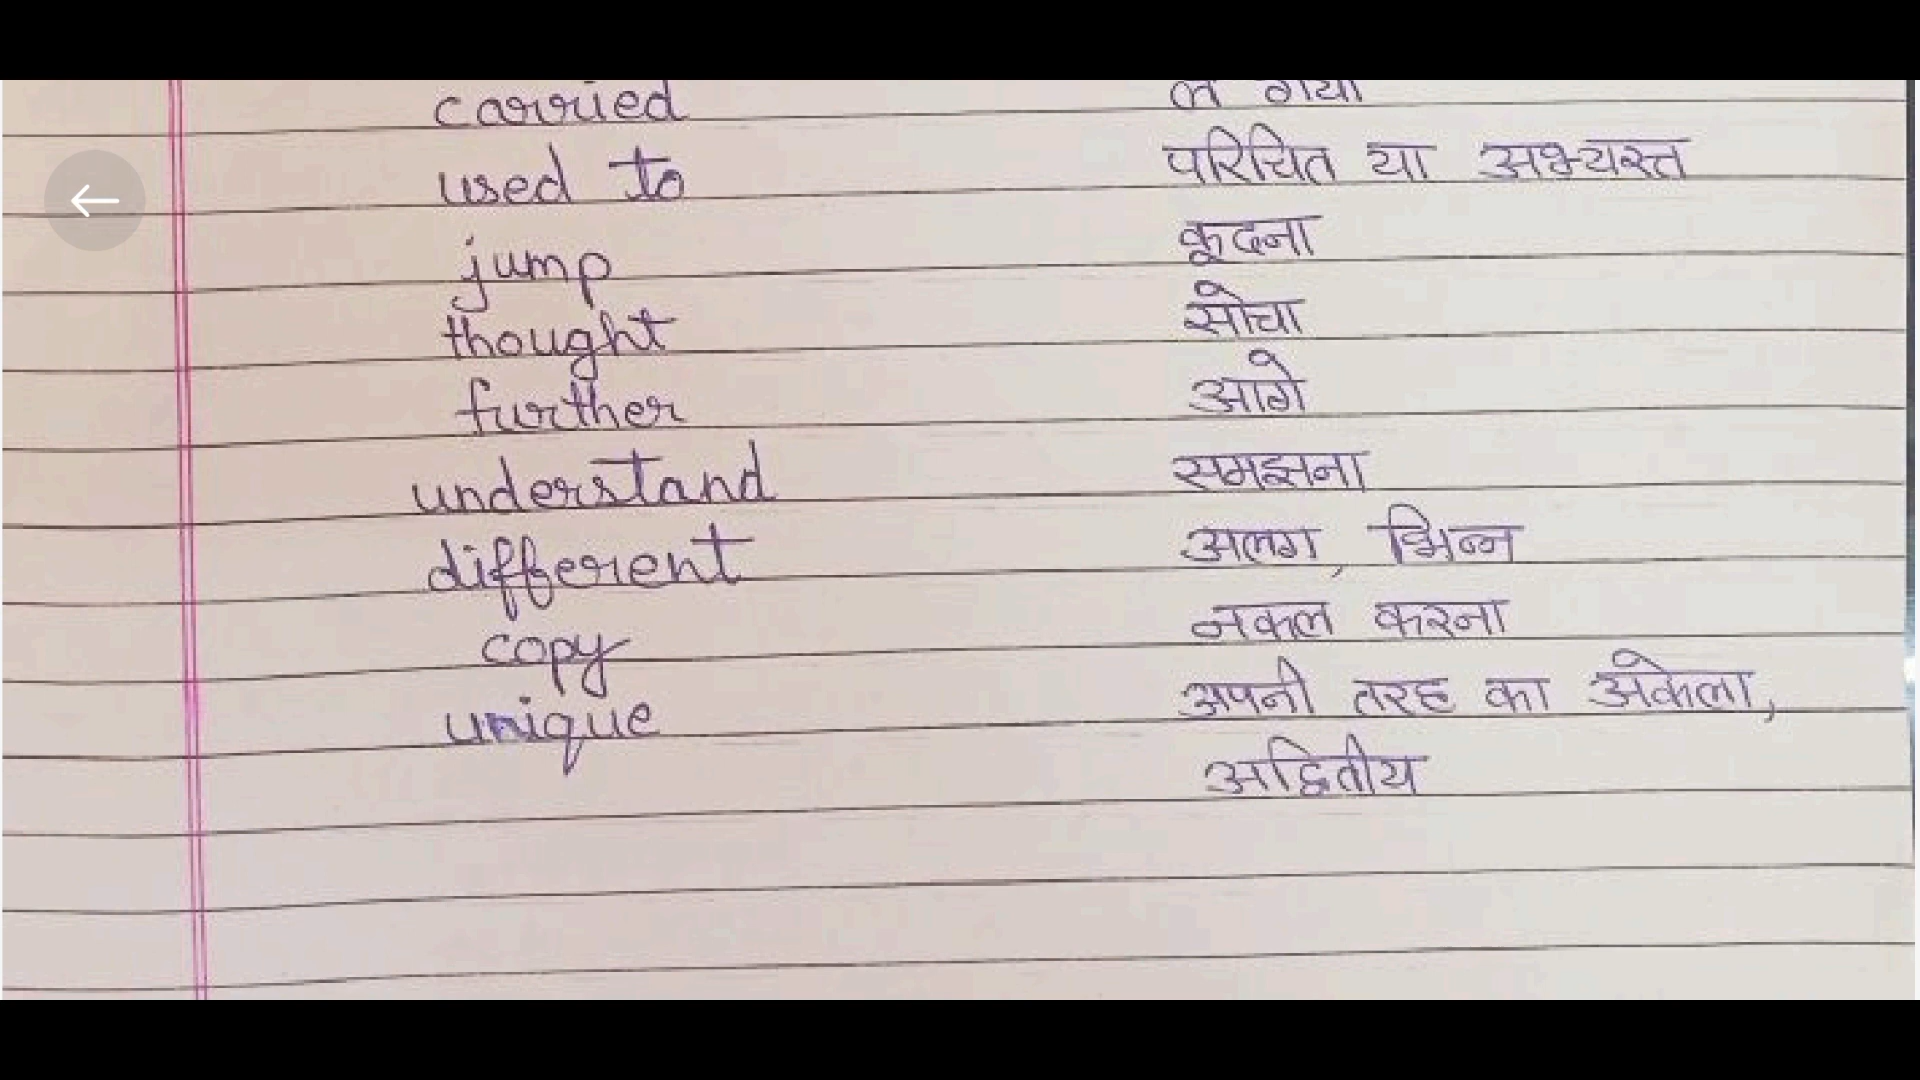 carried ले गया
used to परिचित या अभ्यस्त
jump कूदना
thought सोचा
further आगे
understand समझना
different अलग, भिन्न
copy नकल करना
unique अपनी तरह का अकेला,
अद्वितीय